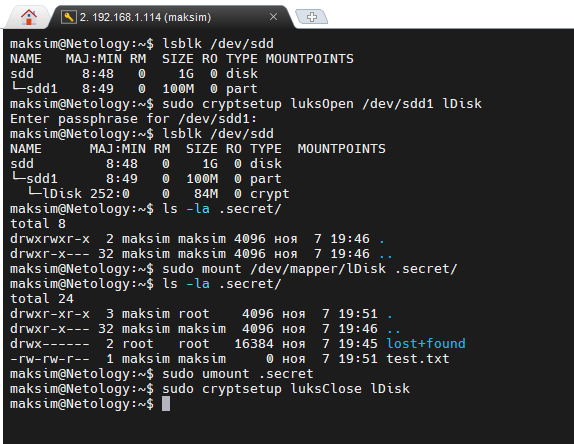 2. 192.168.1.114 (maksim)
maksim@Netology:~$ lsblk /dev/sdd
NAME   MAJ:MIN RM  SIZE RO TYPE MOUNTPOINTS
sdd      8:48   0    1G  0 disk
└─sdd1   8:49   0  100M  0 part
maksim@Netology:~$ sudo cryptsetup luksOpen /dev/sdd1 lDisk
Enter passphrase for /dev/sdd1:
maksim@Netology:~$ lsblk /dev/sdd
NAME      MAJ:MIN RM  SIZE RO TYPE  MOUNTPOINTS
sdd         8:48   0    1G  0 disk
└─sdd1      8:49   0  100M  0 part
  └─lDisk 252:0    0   84M  0 crypt
maksim@Netology:~$ ls -la .secret/
total 8
drwxrwxr-x  2 maksim maksim 4096 ноя  7 19:46 .
drwxr-x--- 32 maksim maksim 4096 ноя  7 19:46 ..
maksim@Netology:~$ sudo mount /dev/mapper/lDisk .secret/
maksim@Netology:~$ ls -la .secret/
total 24
drwxr-xr-x  3 maksim root    4096 ноя  7 19:51 .
drwxr-x--- 32 maksim maksim  4096 ноя  7 19:46 ..
drwx------  2 root   root   16384 ноя  7 19:45 lost+found
-rw-rw-r--  1 maksim maksim     0 ноя  7 19:51 test.txt
maksim@Netology:~$ sudo umount .secret
maksim@Netology:~$ sudo cryptsetup luksClose lDisk
maksim@Netology:~$